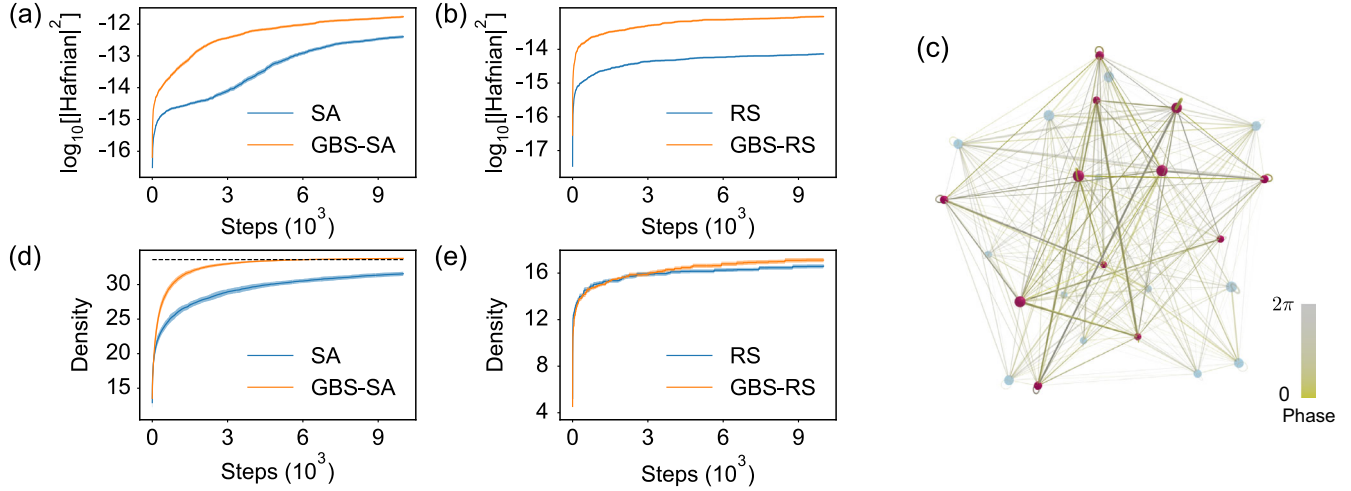 (a)
log₁₀[|Hafnian|²]
-12
-13
-14
-15
-16
SA
GBS-SA
0
3
6
9
Steps (10³)
(b)
log₁₀[|Hafnian|²]
-14
-15
-16
-17
RS
GBS-RS
0
3
6
9
Steps (10³)
(c)
2π
0
Phase
(d)
Density
30
25
20
15
SA
GBS-SA
0
3
6
9
Steps (10³)
(e)
Density
16
12
8
4
RS
GBS-RS
0
3
6
9
Steps (10³)